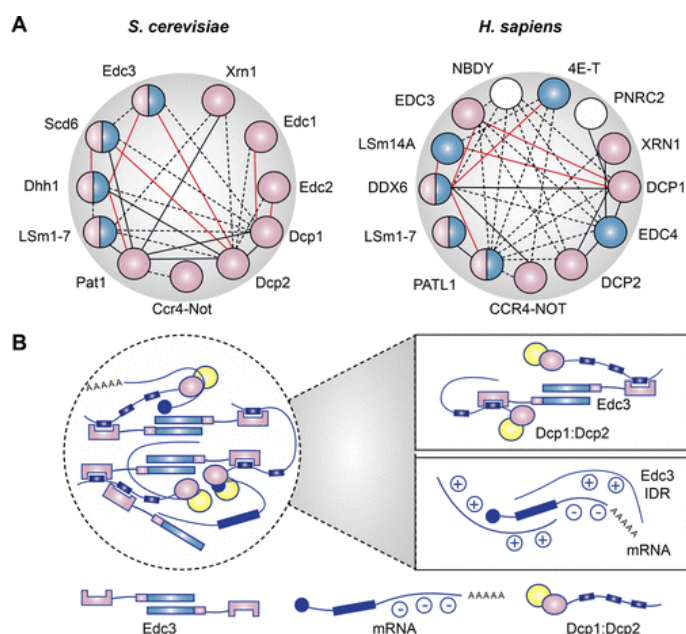 A
S. cerevisiae
H. sapiens
Edc3
Xrn1
Scd6
Edc1
Dhh1
Edc2
LSm1-7
Dcp1
Pat1
Dcp2
Ccr4-Not
NBDY
4E-T
EDC3
PNRC2
LSm14A
XRN1
DDX6
DCP1
LSm1-7
EDC4
PATL1
DCP2
CCR4-NOT
B
AAAAA
Edc3
Dcp1:Dcp2
Edc3
IDR
+ + + +
- -
AAAAA
mRNA
AAAAA
- - -
Edc3
mRNA
Dcp1:Dcp2